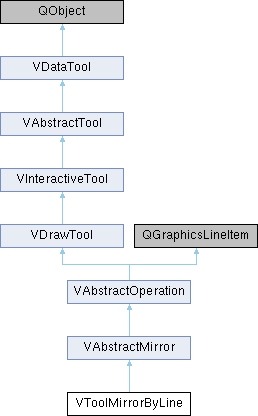 QObject
VDataTool
VAbstractTool
VInteractiveTool
VDrawTool
QGraphicsLineItem
VAbstractOperation
VAbstractMirror
VToolMirrorByLine